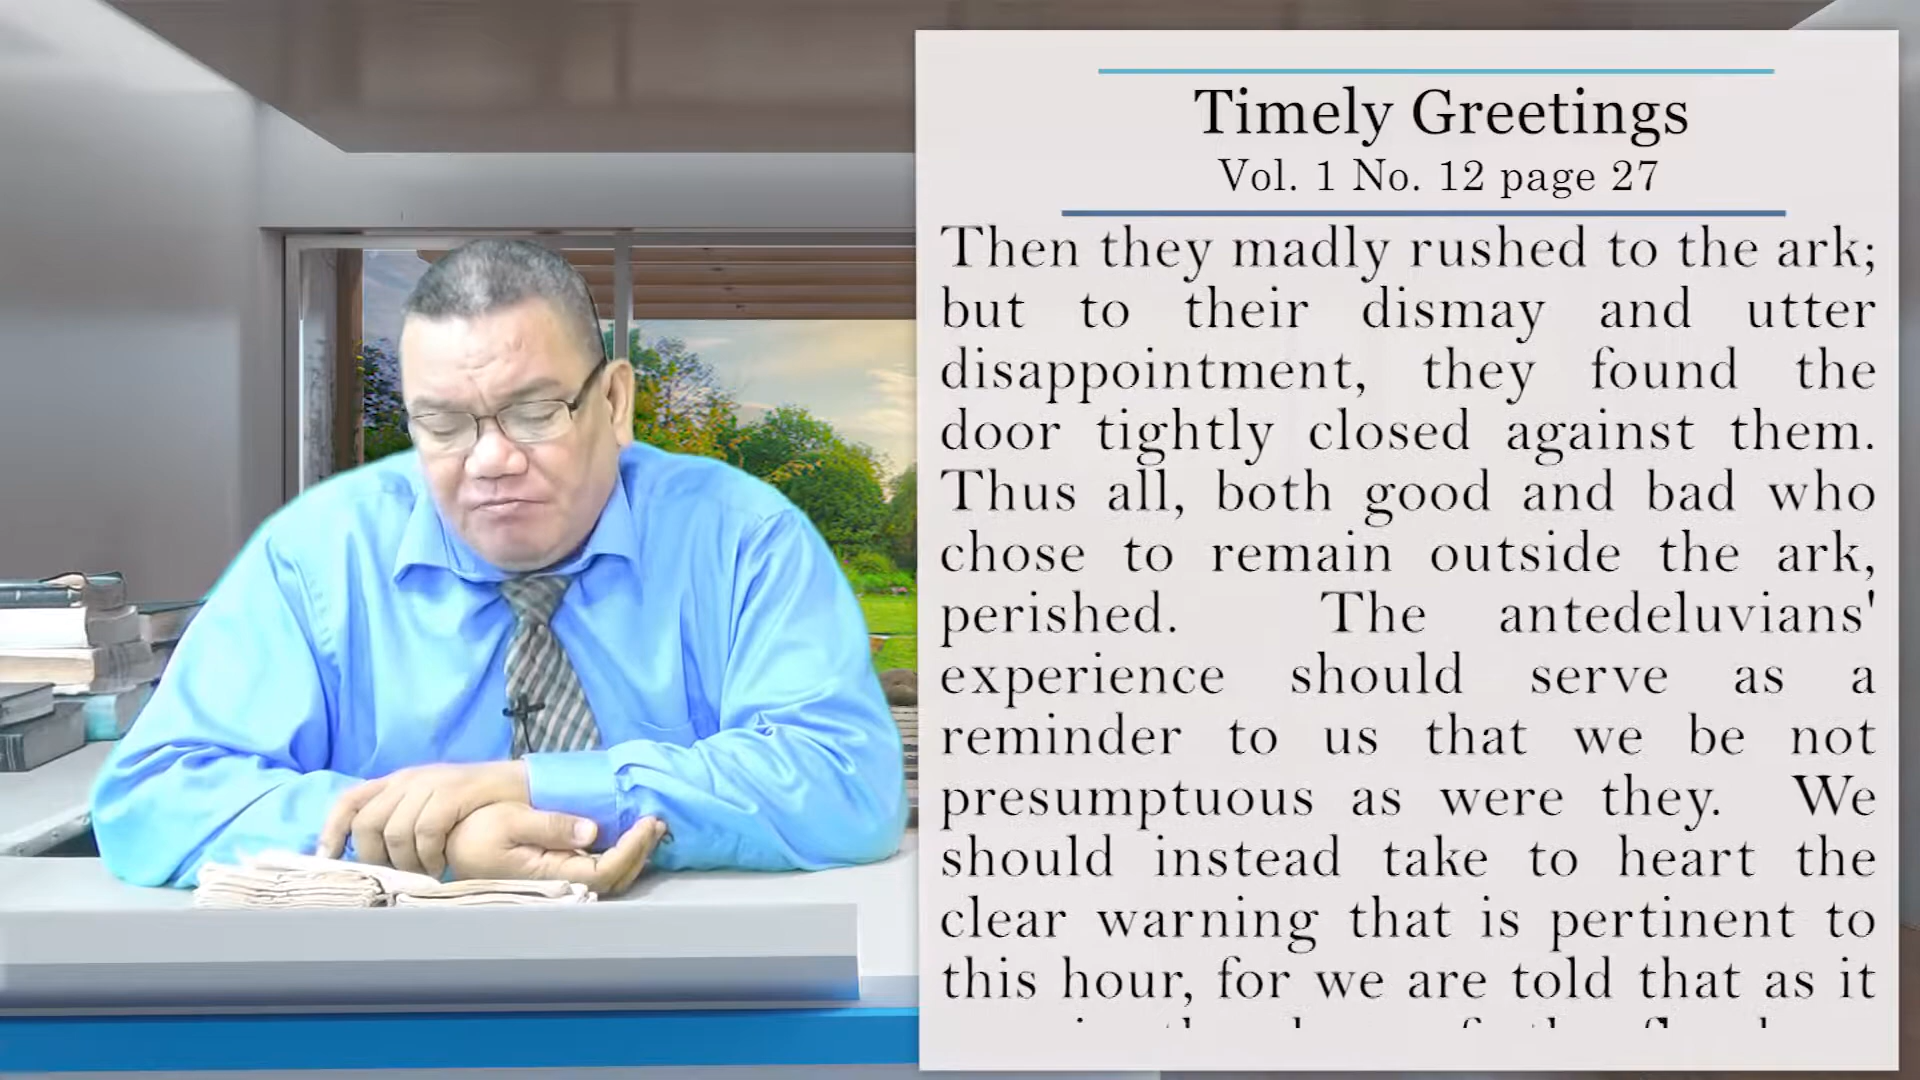 Timely Greetings
Vol. 1 No. 12 page 27
Then they madly rushed to the ark;
but to their dismay and utter
disappointment, they found the
door tightly closed against them.
Thus all, both good and bad who
chose to remain outside the ark,
perished. The antedeluvians'
experience should serve as a
reminder to us that we be not
presumptuous as were they. We
should instead take to heart the
clear warning that is pertinent to
this hour, for we are told that as it